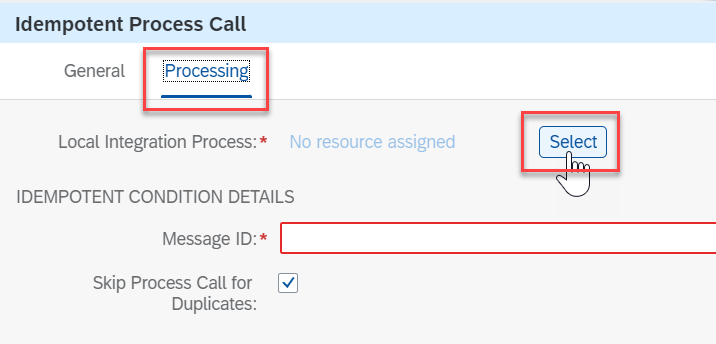 Idempotent Process Call
General Processing
Local Integration Process:* No resource assigned Select
IDEMPOTENT CONDITION DETAILS
Message ID:*
Skip Process Call for
Duplicates: